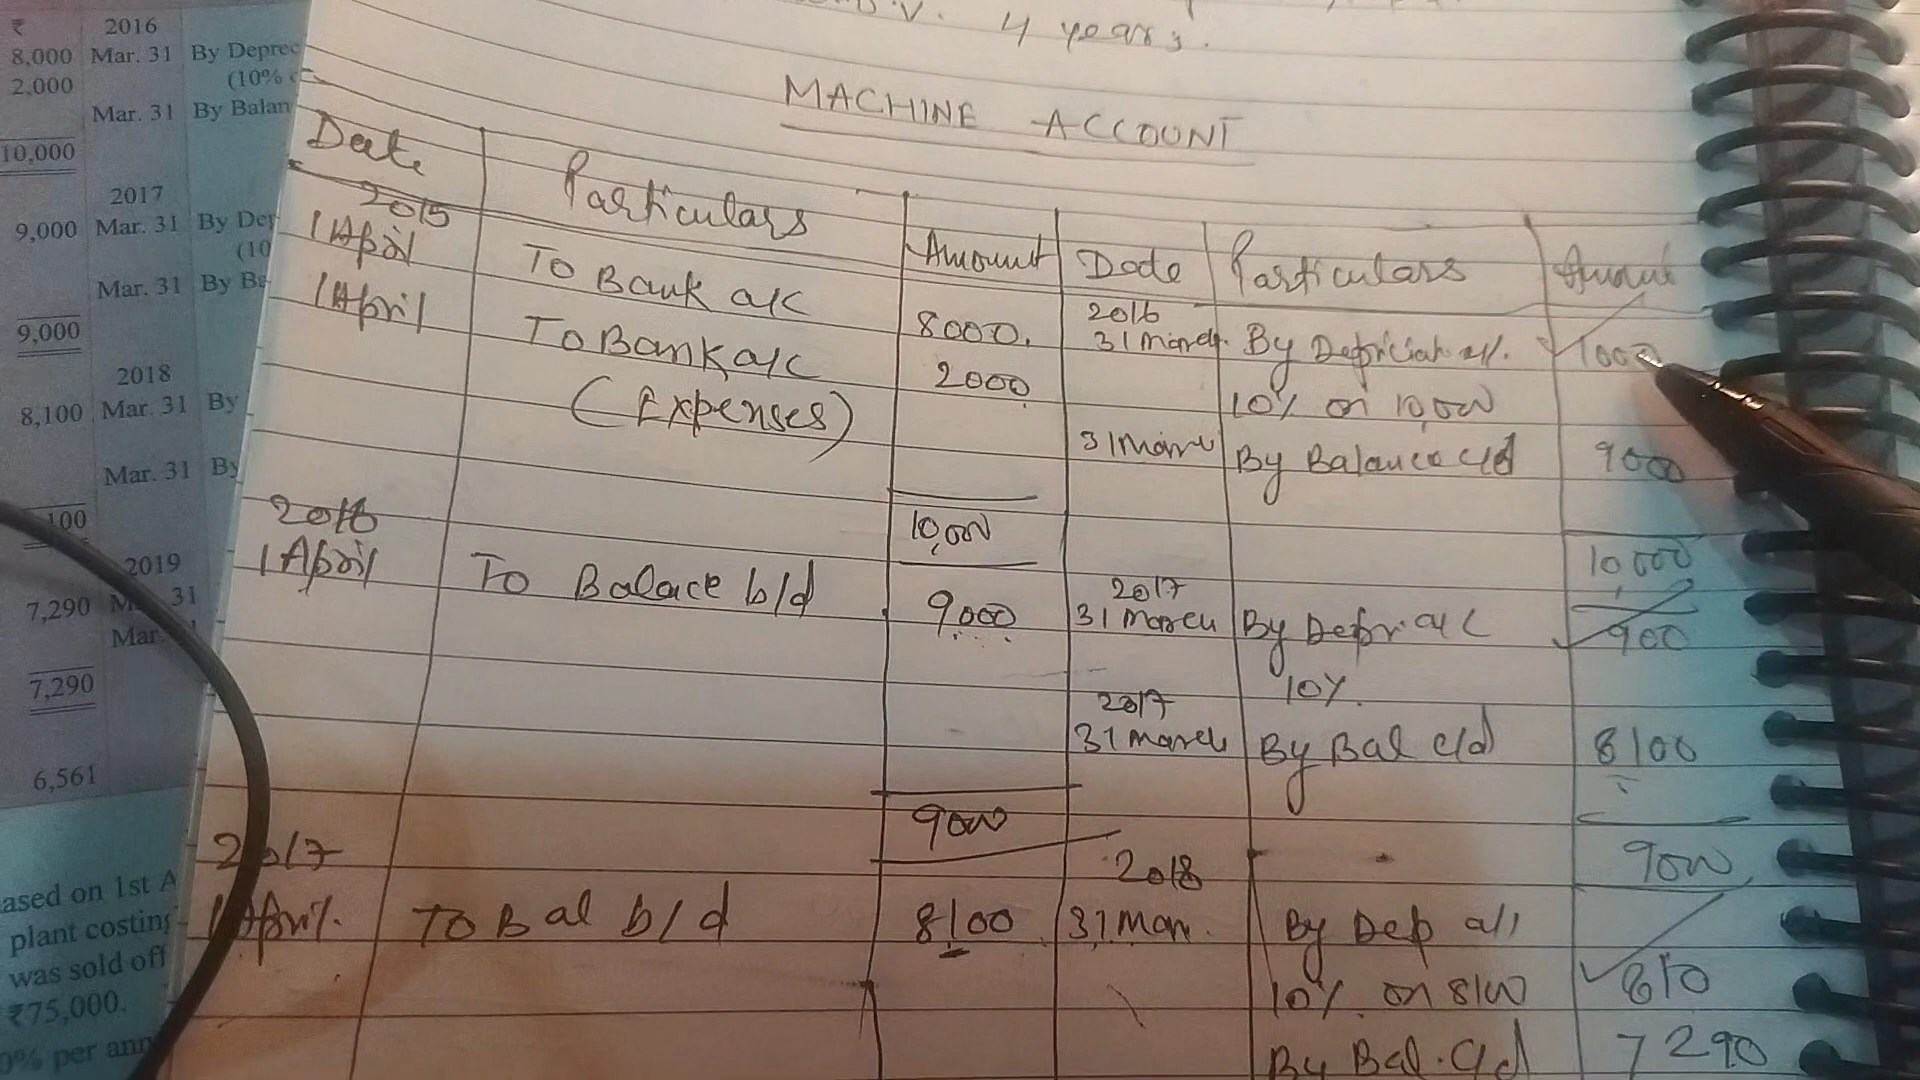 4 years.
MACHINE ACCOUNT
Date Particulars Amount Date Particulars Amount
2015
1 April To Bank a/c 8000. 2016 31 March. By Depriciah a/c. 1000
1 April To Bank a/c 2000 10% on 10,000
(Expenses) 31 March By Balance c/d 9000
10,000 10,000
2016
1 April To Balace b/d 9,000 2017 31 March By Depr. a/c 900
10%.
2017
31 March By Bal c/d 8100
9000 9000
2017 2018
1 April. To Bal b/d 8100 31 Mar. By Dep a/c
10% on 8100 810
By Bal. c/d 7290
₹ 2016
8,000 Mar. 31 By Deprec
2,000 (10%
Mar. 31 By Balan
10,000
2017
9,000 Mar. 31 By Dep
(10
Mar. 31 By Ba
9,000
2018
8,100 Mar. 31 By
Mar. 31 By
100
2019
7,290 31
Mar.
7,290
6,561
ased on 1st A
plant costing
was sold off
₹75,000.
0% per ann